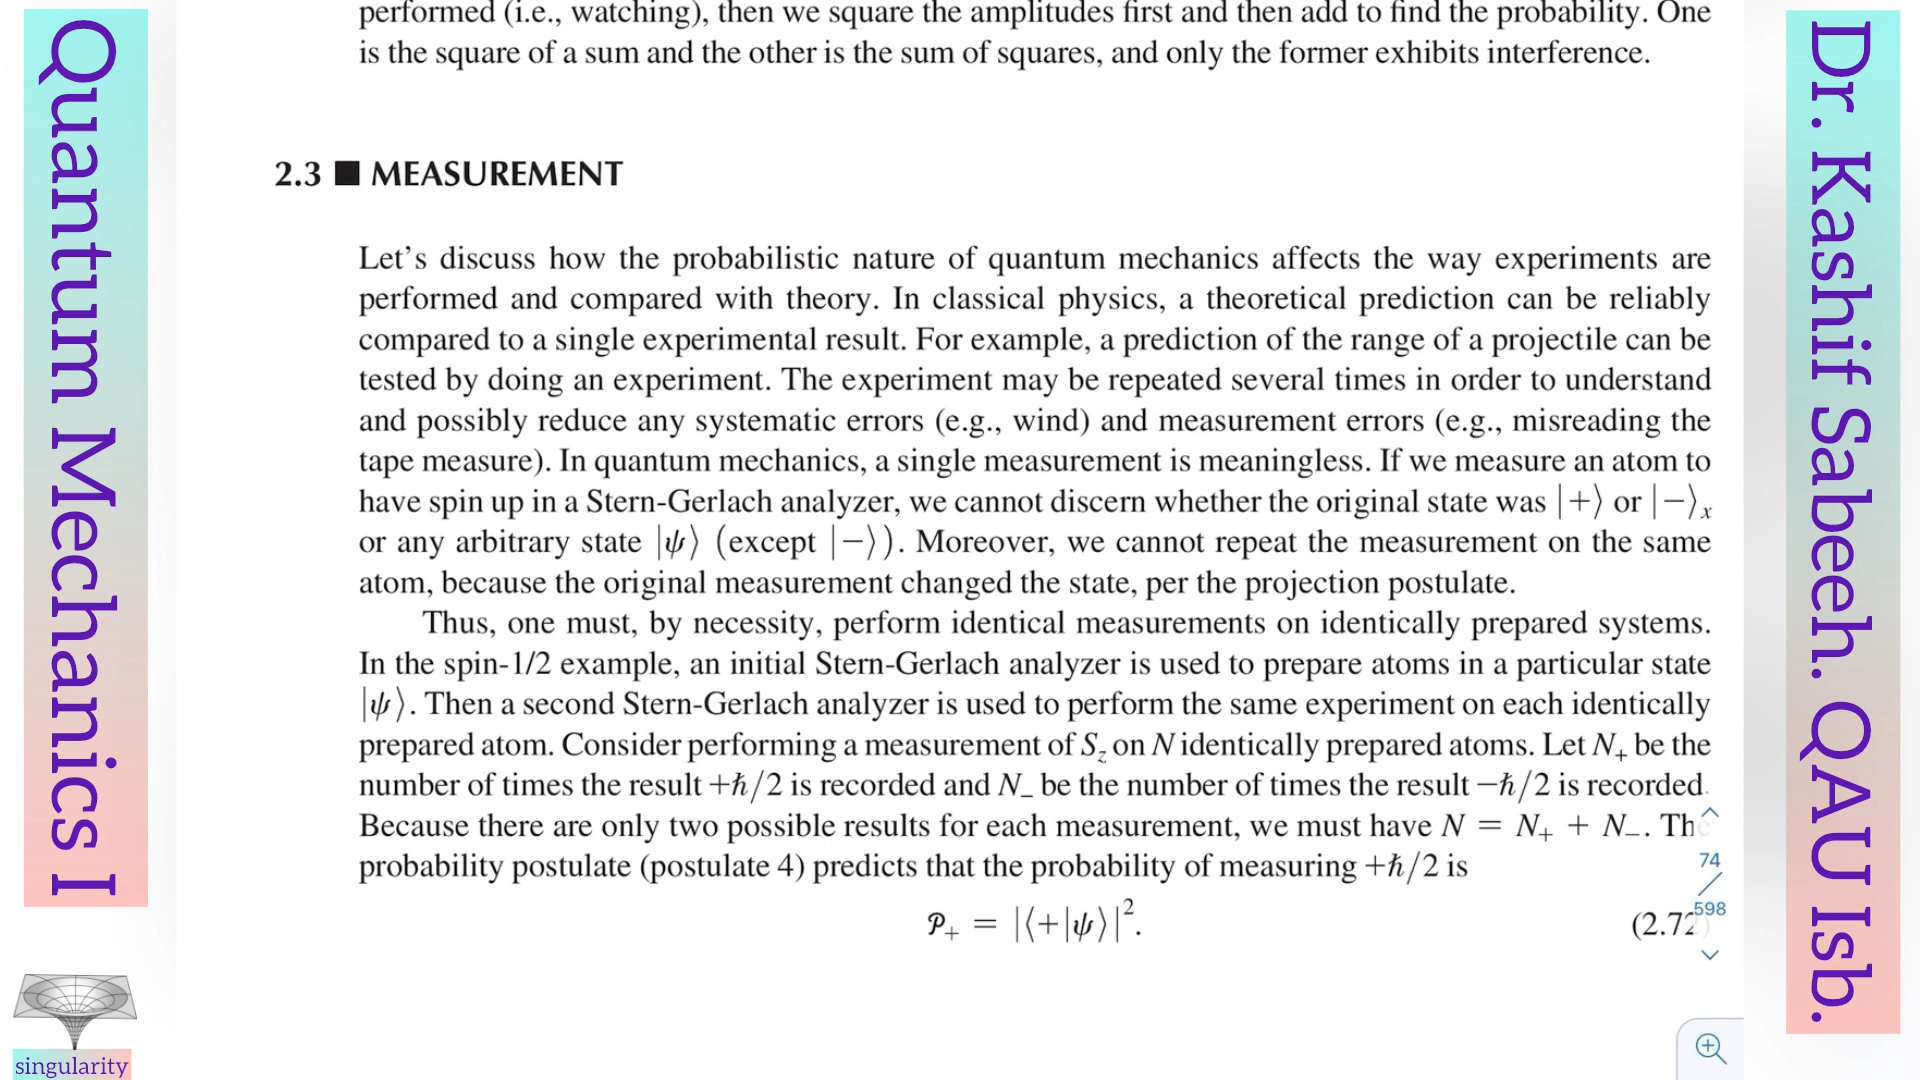 Quantum Mechanics I
performed (i.e., watching), then we square the amplitudes first and then add to find the probability. One
is the square of a sum and the other is the sum of squares, and only the former exhibits interference.
2.3 ■ MEASUREMENT
Let’s discuss how the probabilistic nature of quantum mechanics affects the way experiments are
performed and compared with theory. In classical physics, a theoretical prediction can be reliably
compared to a single experimental result. For example, a prediction of the range of a projectile can be
tested by doing an experiment. The experiment may be repeated several times in order to understand
and possibly reduce any systematic errors (e.g., wind) and measurement errors (e.g., misreading the
tape measure). In quantum mechanics, a single measurement is meaningless. If we measure an atom to
have spin up in a Stern-Gerlach analyzer, we cannot discern whether the original state was |+⟩ or |−⟩ₓ
or any arbitrary state |ψ⟩ (except |−⟩). Moreover, we cannot repeat the measurement on the same
atom, because the original measurement changed the state, per the projection postulate.
Thus, one must, by necessity, perform identical measurements on identically prepared systems.
In the spin-1/2 example, an initial Stern-Gerlach analyzer is used to prepare atoms in a particular state
|ψ⟩. Then a second Stern-Gerlach analyzer is used to perform the same experiment on each identically
prepared atom. Consider performing a measurement of S_z on N identically prepared atoms. Let N₊ be the
number of times the result +ℏ/2 is recorded and N₋ be the number of times the result −ℏ/2 is recorded.
Because there are only two possible results for each measurement, we must have N = N₊ + N₋. The
probability postulate (postulate 4) predicts that the probability of measuring +ℏ/2 is
𝒫₊ = |⟨+|ψ⟩|².
(2.72)
74
/
598
Dr. Kashif Sabeeh. QAU Isb.
singularity